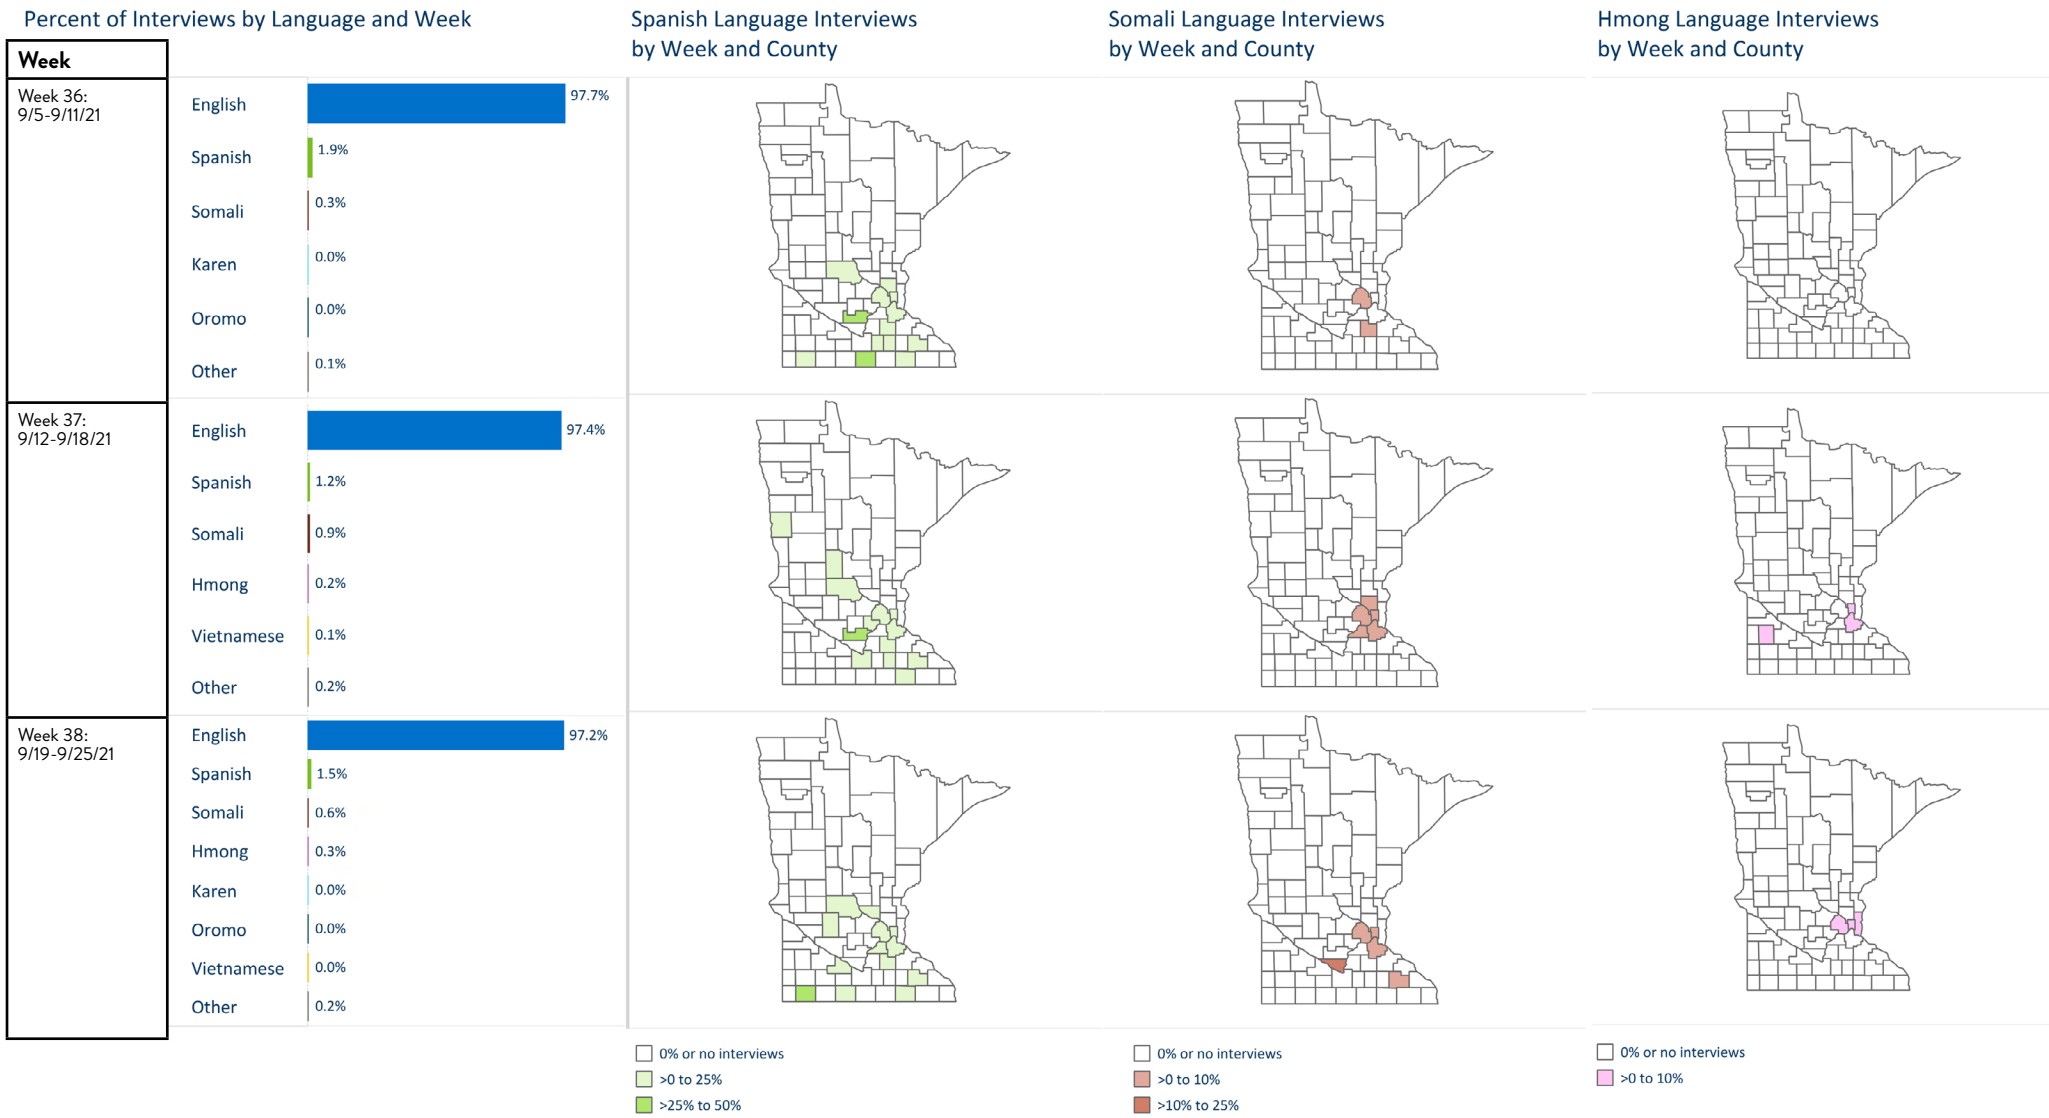 Percent of Interviews by Language and Week
Spanish Language Interviews
by Week and County
Somali Language Interviews
by Week and County
Hmong Language Interviews
by Week and County
Week
Week 36:
9/5-9/11/21
English
97.7%
Spanish
1.9%
Somali
0.3%
Karen
0.0%
Oromo
0.0%
Other
0.1%
Week 37:
9/12-9/18/21
English
97.4%
Spanish
1.2%
Somali
0.9%
Hmong
0.2%
Vietnamese
0.1%
Other
0.2%
Week 38:
9/19-9/25/21
English
97.2%
Spanish
1.5%
Somali
0.6%
Hmong
0.3%
Karen
0.0%
Oromo
0.0%
Vietnamese
0.0%
Other
0.2%
0% or no interviews
>0 to 25%
>25% to 50%
0% or no interviews
>0 to 10%
>10% to 25%
0% or no interviews
>0 to 10%